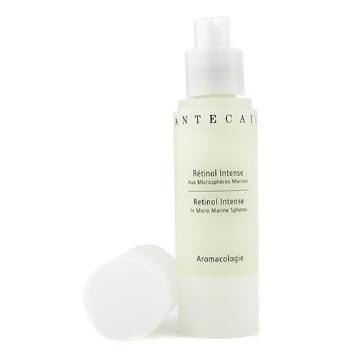 ANTECAI
Rétinol Intense
Aux Microsphères Marines
Retinol Intense
In Micro Marine Spheres
Aromacologie